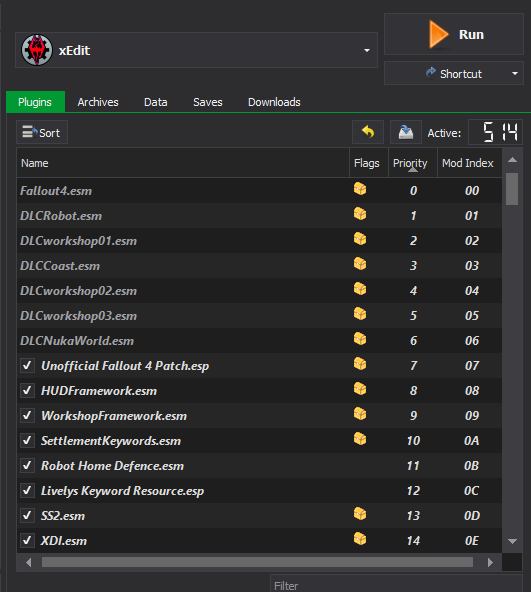 xEdit
Run
Shortcut
Plugins Archives Data Saves Downloads
Sort Active: 514
Name Flags Priority Mod Index
Fallout4.esm 0 00
DLCRobot.esm 1 01
DLCworkshop01.esm 2 02
DLCCoast.esm 3 03
DLCworkshop02.esm 4 04
DLCworkshop03.esm 5 05
DLCNukaWorld.esm 6 06
Unofficial Fallout 4 Patch.esp 7 07
HUDFramework.esm 8 08
WorkshopFramework.esm 9 09
SettlementKeywords.esm 10 0A
Robot Home Defence.esm 11 0B
Livelys Keyword Resource.esp 12 0C
SS2.esm 13 0D
XDI.esm 14 0E
Filter